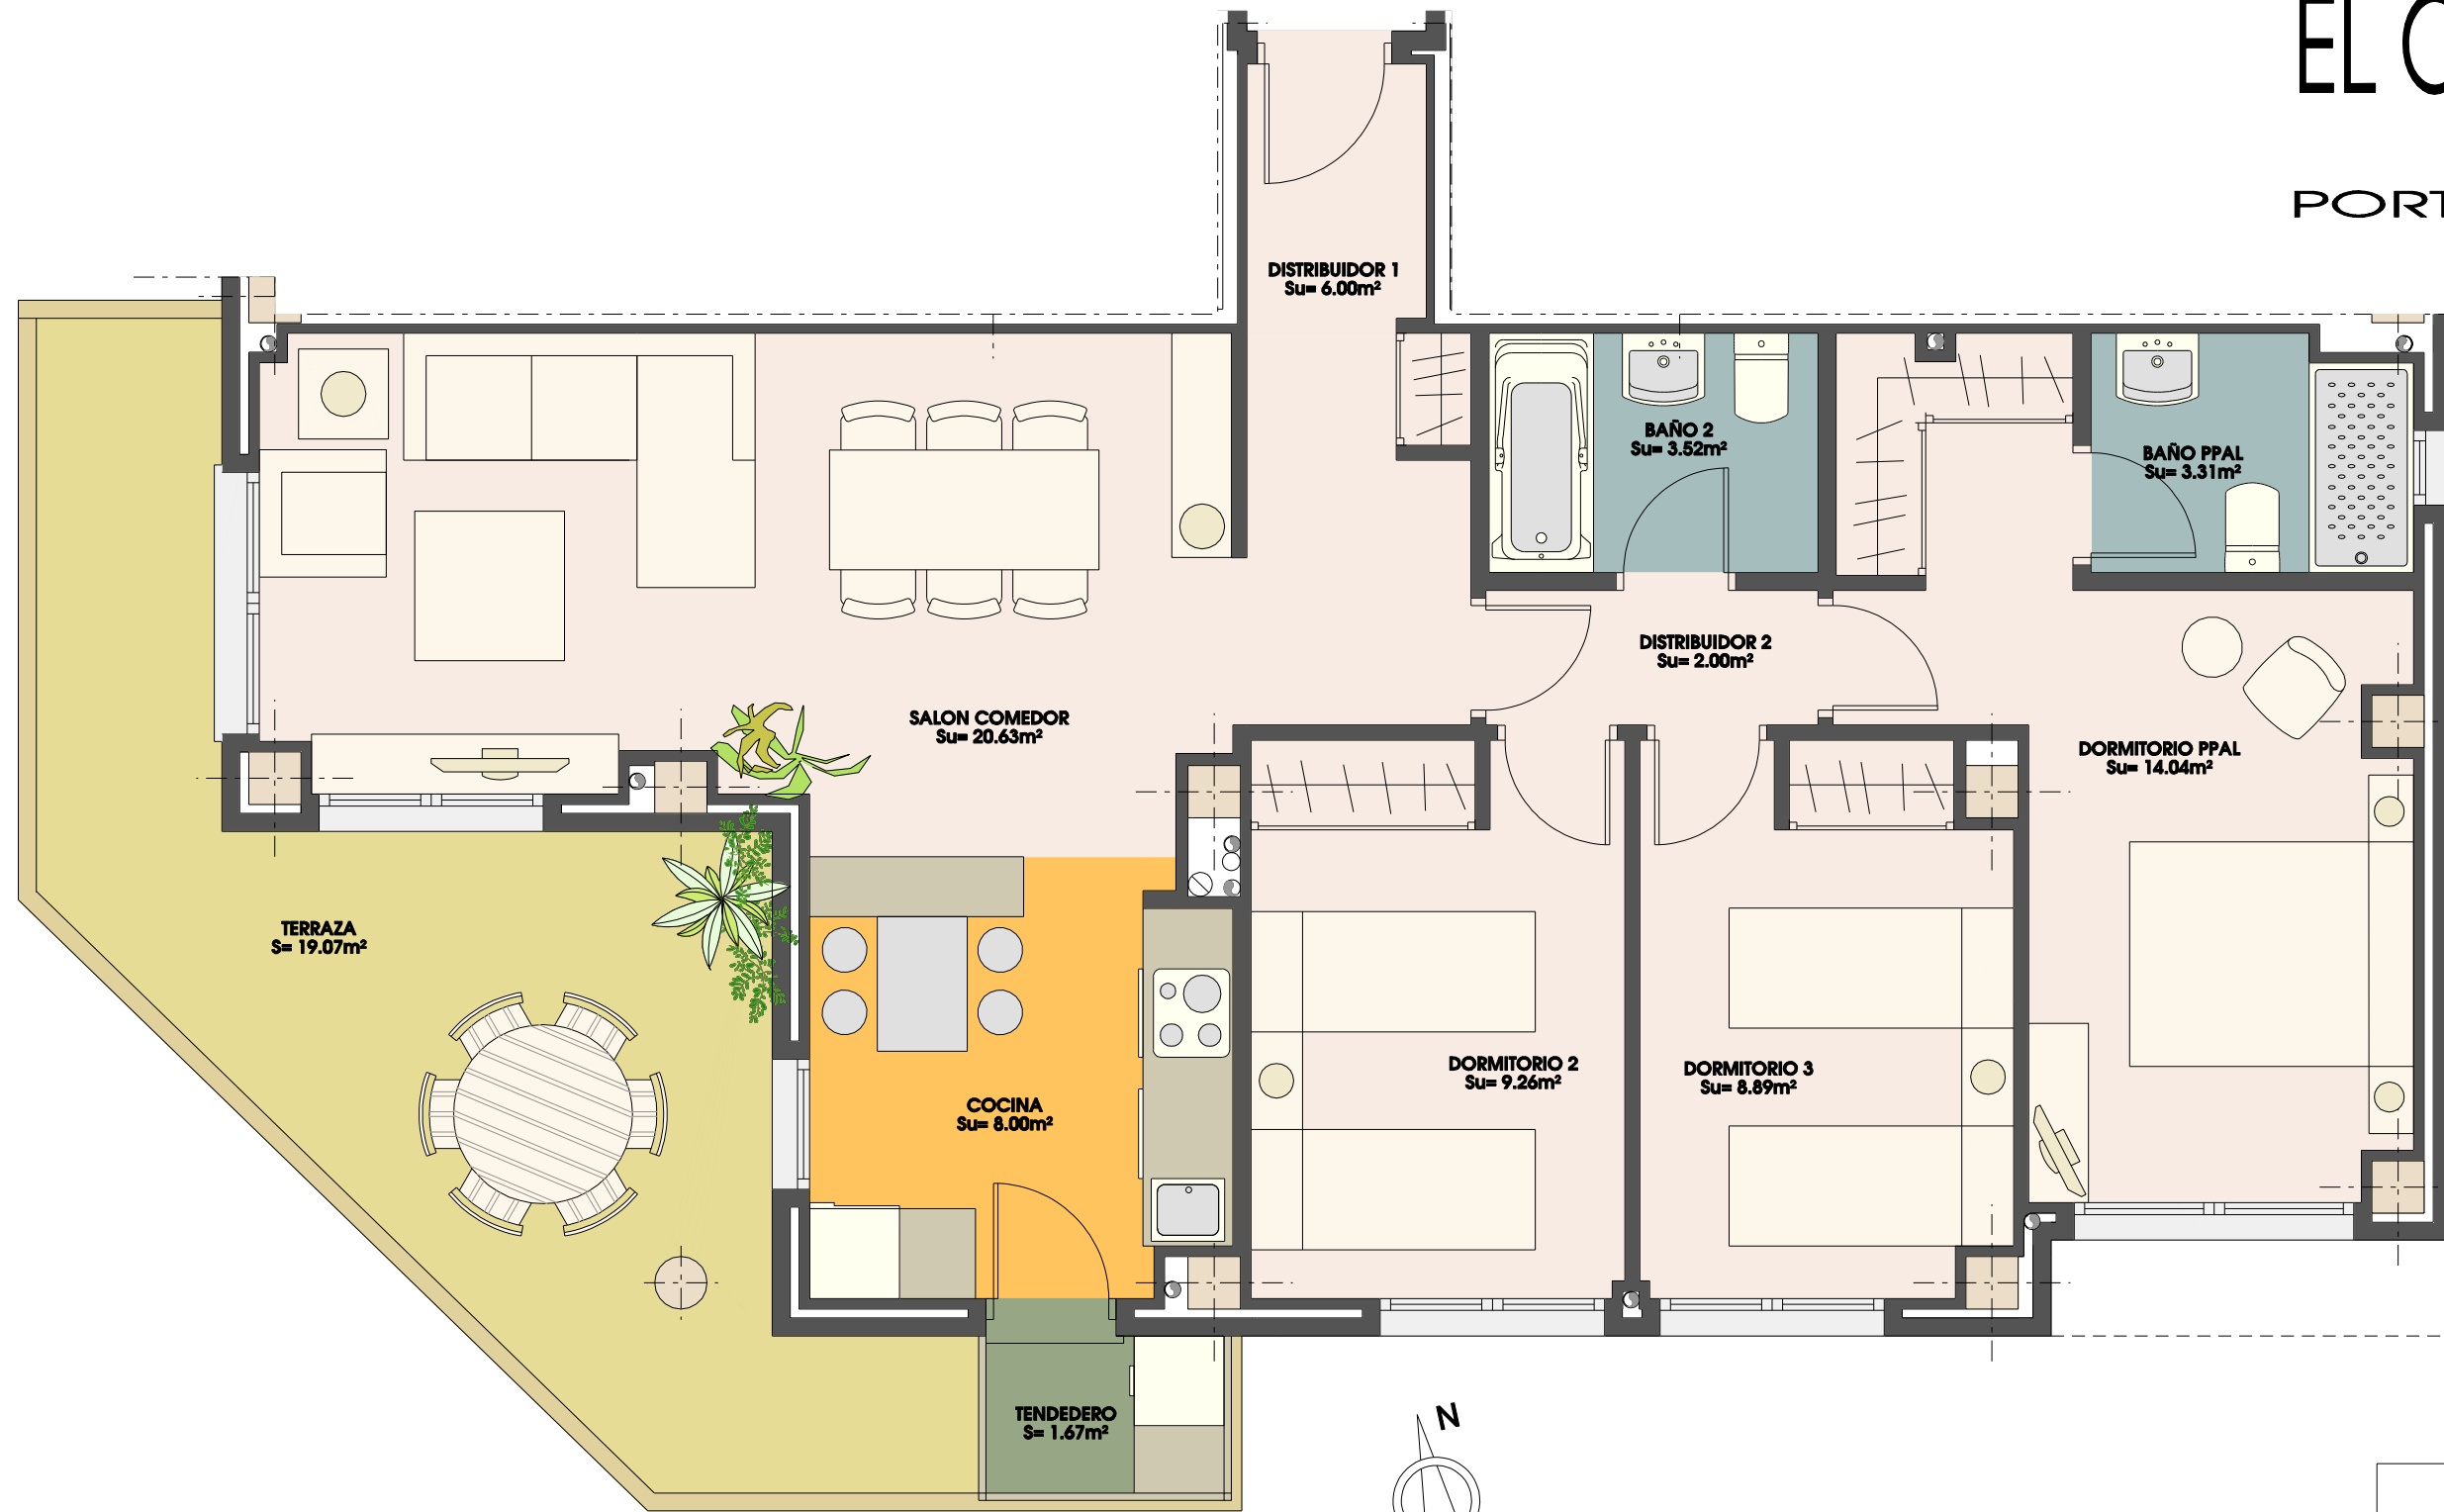 EL
PORT
DISTRIBUIDOR 1
Su= 6.00m²
BAÑO 2
Su= 3.52m²
BAÑO PPAL
Su= 3.31m²
DISTRIBUIDOR 2
Su= 2.00m²
SALON COMEDOR
Su= 20.63m²
DORMITORIO PPAL
Su= 14.04m²
TERRAZA
S= 19.07m²
DORMITORIO 2
Su= 9.26m²
DORMITORIO 3
Su= 8.89m²
COCINA
Su= 8.00m²
TENDEDERO
S= 1.67m²
N